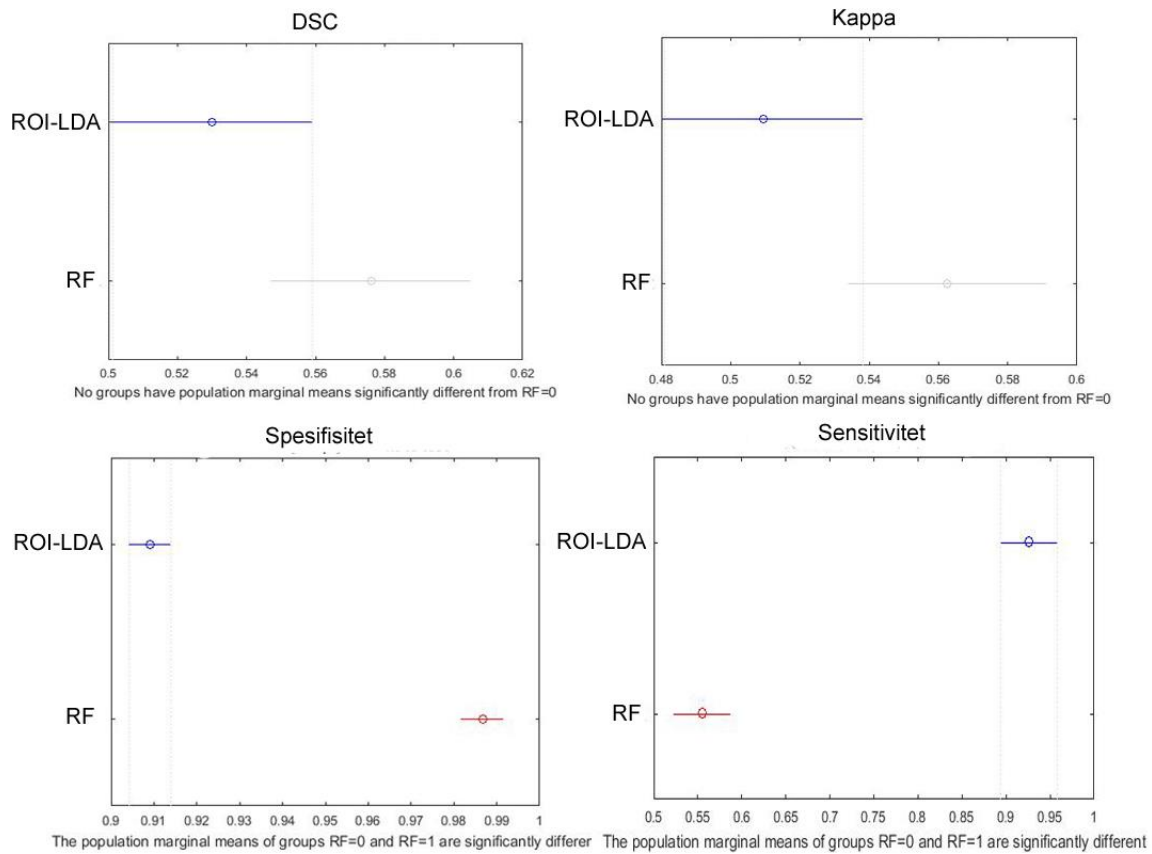 DSC
ROI-LDA
RF
0.5 0.52 0.54 0.56 0.58 0.6 0.62
No groups have population marginal means significantly different from RF=0
Kappa
ROI-LDA
RF
0.48 0.5 0.52 0.54 0.56 0.58 0.6
No groups have population marginal means significantly different from RF=0
Spesifisitet
ROI-LDA
RF
0.9 0.91 0.92 0.93 0.94 0.95 0.96 0.97 0.98 0.99 1
The population marginal means of groups RF=0 and RF=1 are significantly differer
Sensitivitet
ROI-LDA
RF
0.5 0.55 0.6 0.65 0.7 0.75 0.8 0.85 0.9 0.95 1
The population marginal means of groups RF=0 and RF=1 are significantly different